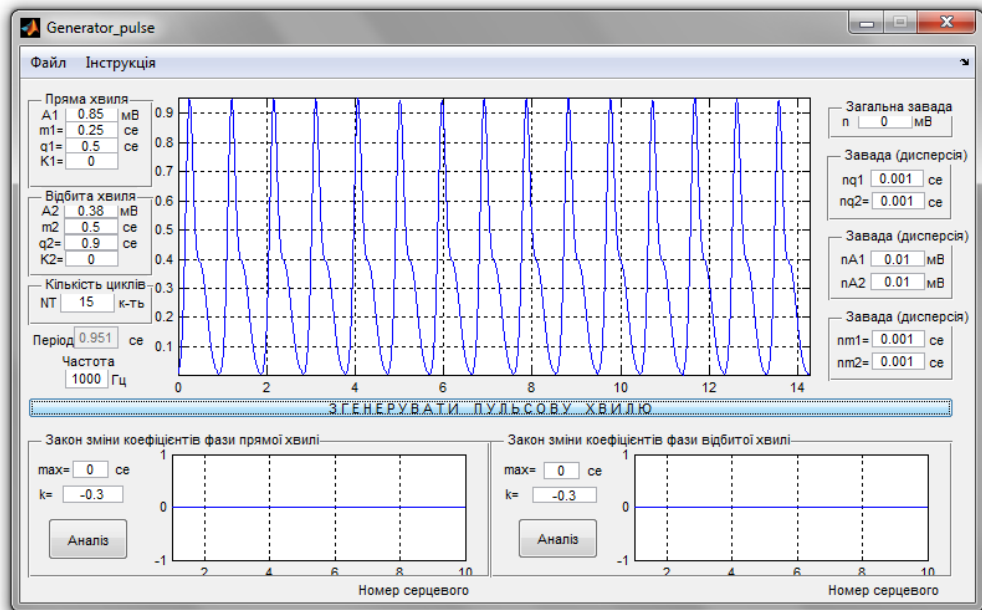 Generator_pulse
Файл Інструкція
Пряма хвиля
A1 0.85 мВ
m1= 0.25 се
q1= 0.5 се
K1= 0
Відбита хвиля
A2 0.38 мВ
m2 0.5 се
q2= 0.9 се
K2= 0
Кількість циклів
NT 15 к-ть
Період 0.951 се
Частота
1000 Гц
0.9
0.8
0.7
0.6
0.5
0.4
0.3
0.2
0.1
0 2 4 6 8 10 12 14
Загальна завада
n 0 мВ
Завада (дисперсія)
nq1 0.001 се
nq2= 0.001 се
Завада (дисперсія)
nA1 0.01 мВ
nA2 0.01 мВ
Завада (дисперсія)
nm1= 0.001 се
nm2= 0.001 се
ЗГЕНЕРУВАТИ ПУЛЬСОВУ ХВИЛЮ
Закон зміни коефіцієнтів фази прямої хвилі
max= 0 се
k= -0.3
Аналіз
1
0
-1
2 4 6 8 10
Номер серцевого
Закон зміни коефіцієнтів фази відбитої хвилі
max= 0 се
k= -0.3
Аналіз
1
0
-1
2 4 6 8 10
Номер серцевого